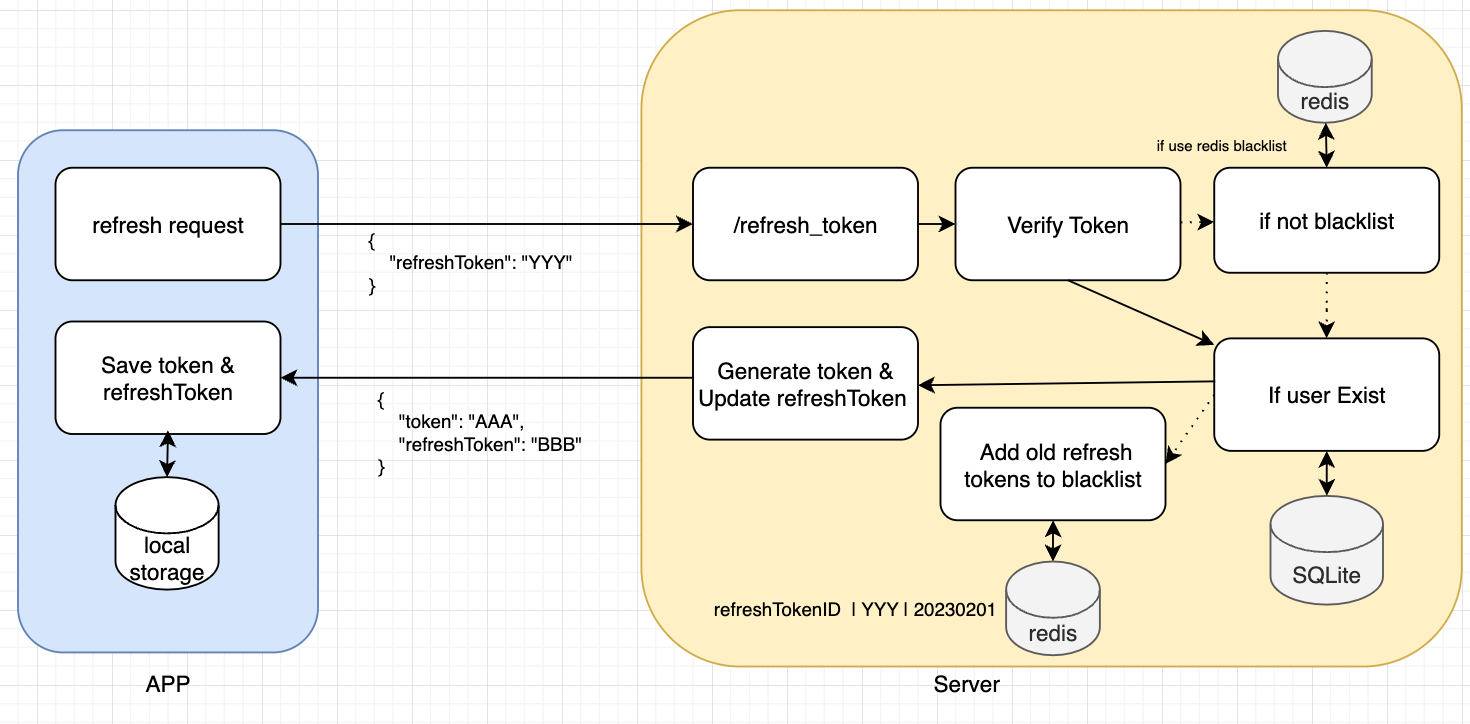 redis
if use redis blacklist
refresh request
/refresh_token
Verify Token
if not blacklist
{
"refreshToken": "YYY"
}
Save token &
refreshToken
Generate token &
Update refreshToken
If user Exist
{
"token": "AAA",
"refreshToken": "BBB"
}
Add old refresh
tokens to blacklist
local
storage
SQLite
refreshTokenID | YYY | 20230201
redis
APP
Server